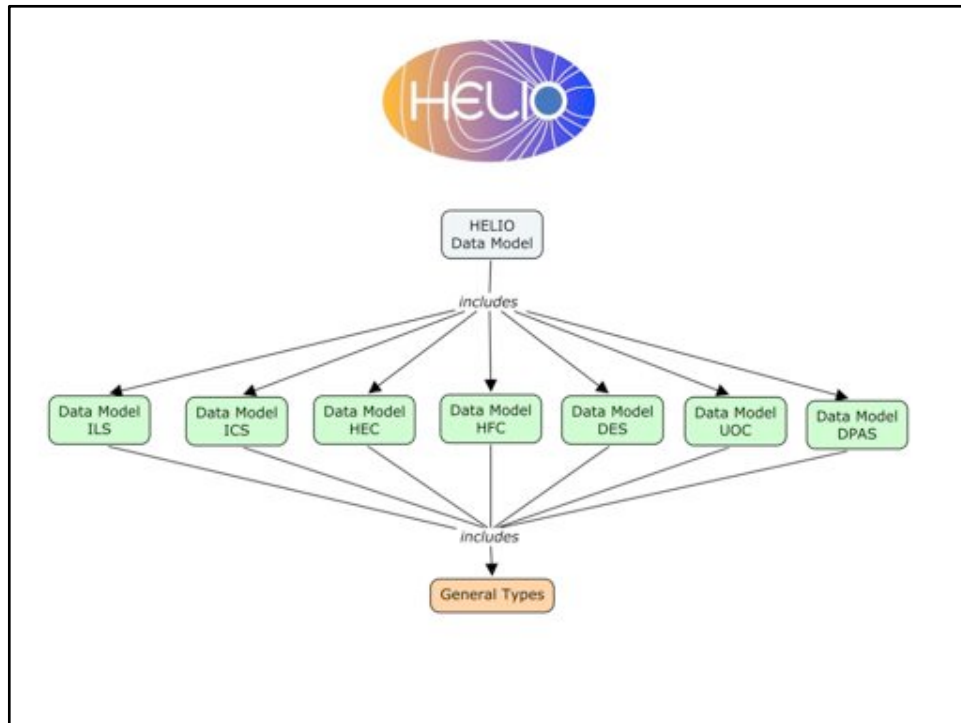 HELIO
HELIO
Data Model
includes
Data Model
ILS
Data Model
ICS
Data Model
HEC
Data Model
HFC
Data Model
DES
Data Model
UOC
Data Model
DPAS
includes
General Types